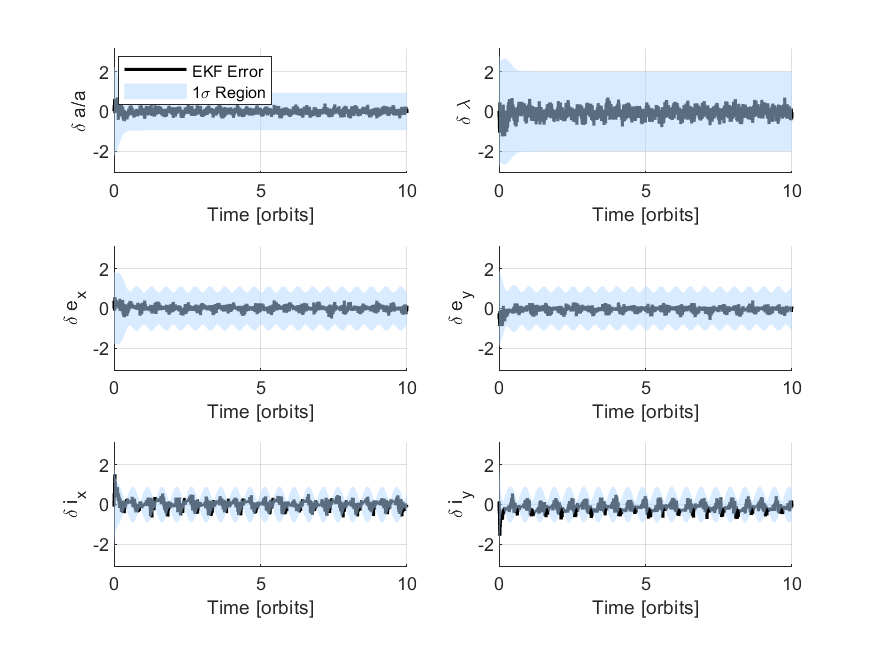 EKF Error
1σ Region
δ a/a
2
0
-2
0
5
10
Time [orbits]
δ λ
2
0
-2
0
5
10
Time [orbits]
δ e_x
2
0
-2
0
5
10
Time [orbits]
δ e_y
2
0
-2
0
5
10
Time [orbits]
δ i_x
2
0
-2
0
5
10
Time [orbits]
δ i_y
2
0
-2
0
5
10
Time [orbits]